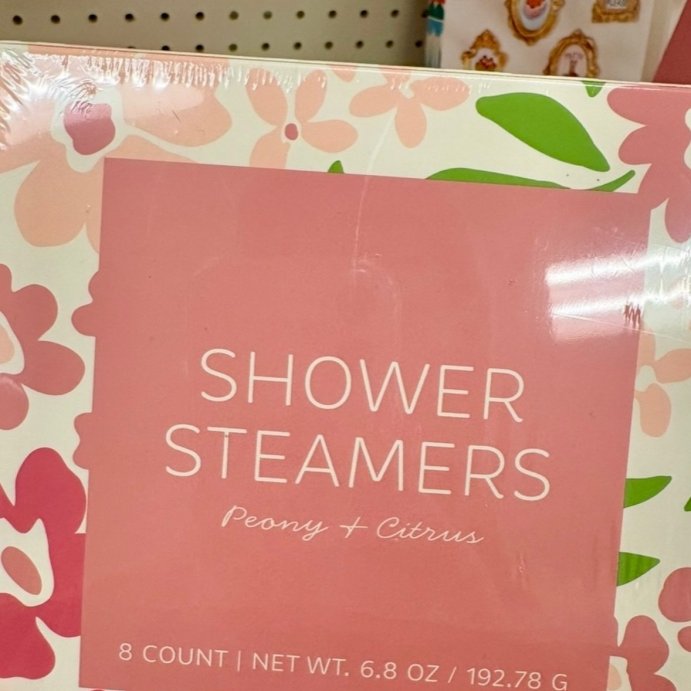 SHOWER
STEAMERS
Peony + Citrus
8 COUNT | NET WT. 6.8 OZ / 192.78 G